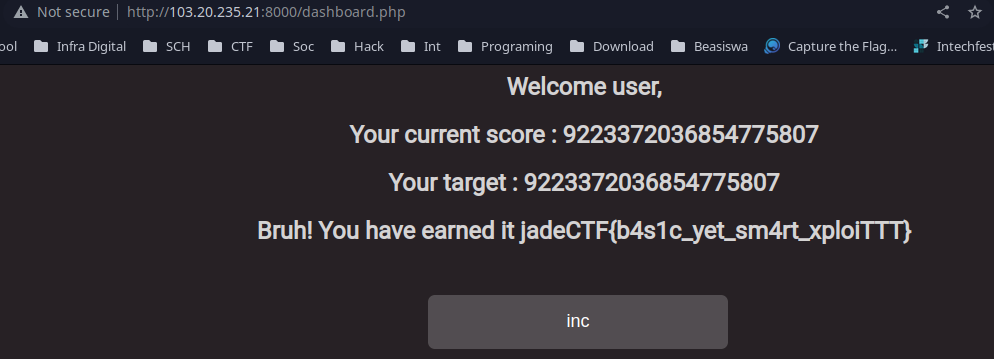 Not secure | http://103.20.235.21:8000/dashboard.php
ool Infra Digital SCH CTF Soc Hack Int Programing Download Beasiswa Capture the Flag... Intechfest
Welcome user,
Your current score : 9223372036854775807
Your target : 9223372036854775807
Bruh! You have earned it jadeCTF{b4s1c_yet_sm4rt_xploiTTT}
inc